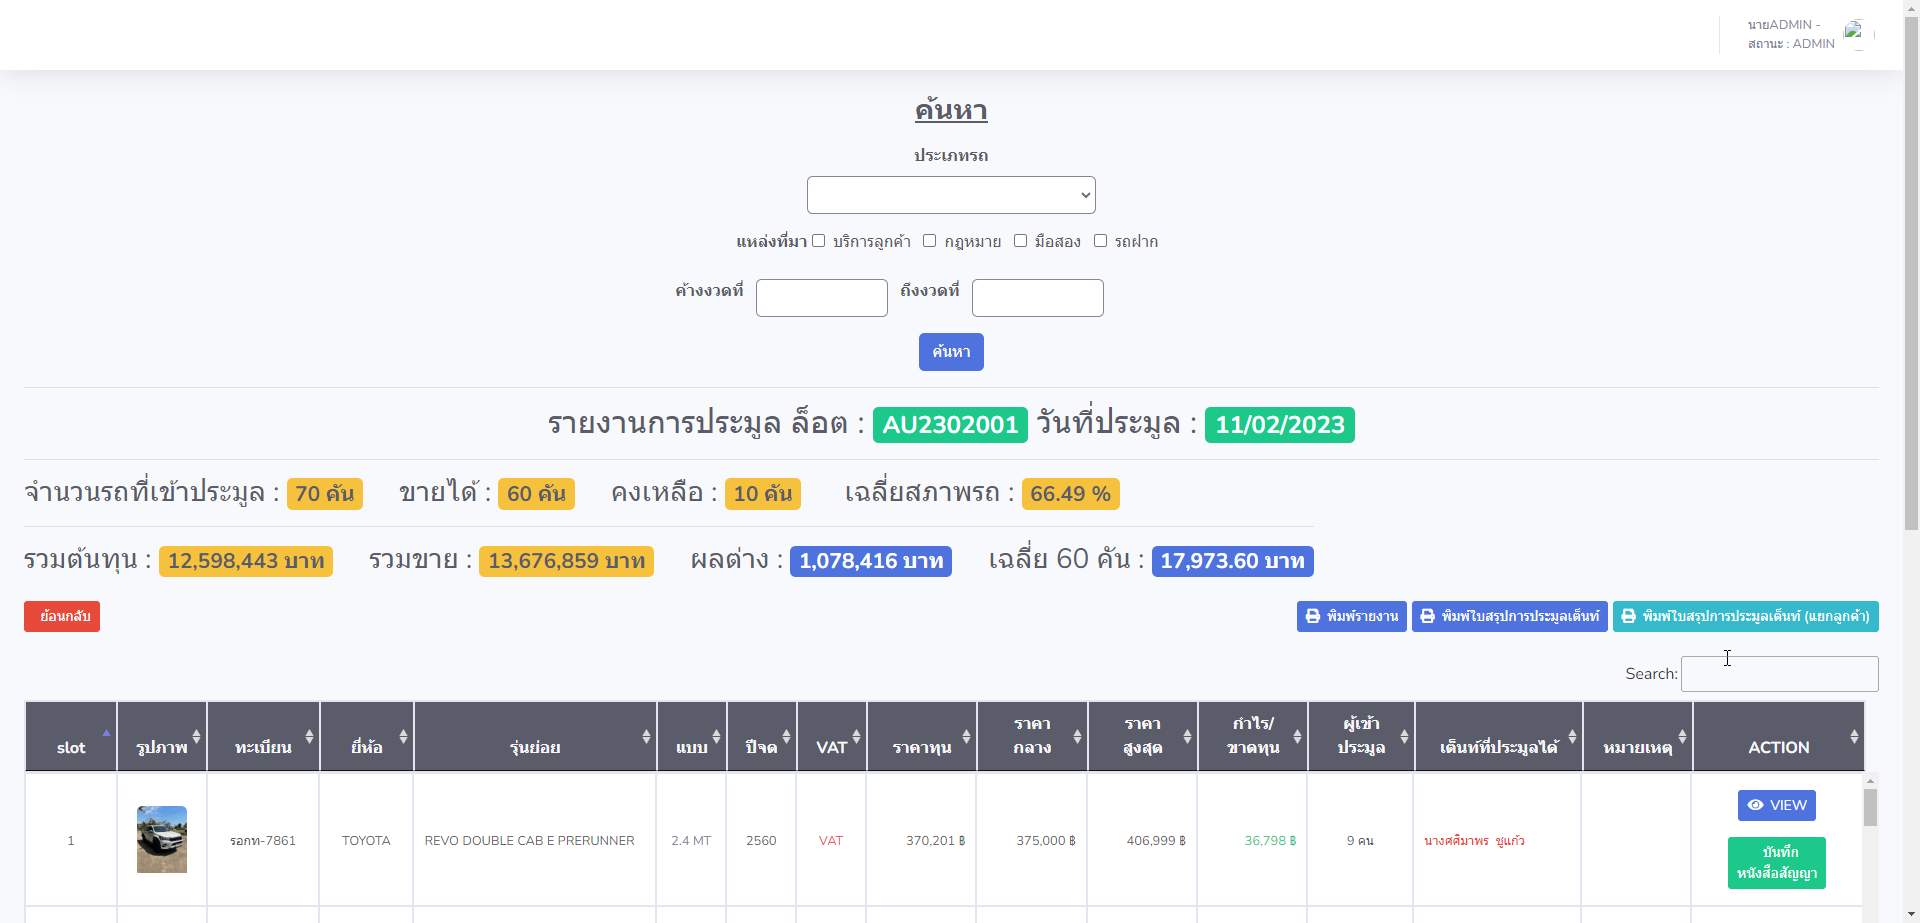 นายADMIN -
สถานะ : ADMIN
ค้นหา
ประเภทรถ
แหล่งที่มา บริการลูกค้า กฎหมาย มือสอง รถฝาก
ค้างงวดที่ ถึงงวดที่
ค้นหา
รายงานการประมูล ล็อต : AU2302001 วันที่ประมูล : 11/02/2023
จำนวนรถที่เข้าประมูล : 70 คัน ขายได้ : 60 คัน คงเหลือ : 10 คัน เฉลี่ยสภาพรถ : 66.49 %
รวมต้นทุน : 12,598,443 บาท รวมขาย : 13,676,859 บาท ผลต่าง : 1,078,416 บาท เฉลี่ย 60 คัน : 17,973.60 บาท
ย้อนกลับ พิมพ์รายงาน พิมพ์ใบสรุปการประมูลเต็นท์ พิมพ์ใบสรุปการประมูลเต็นท์ (แยกลูกค้า)
Search:
slot รูปภาพ ทะเบียน ยี่ห้อ รุ่นย่อย แบบ ปีจด VAT ราคาทุน ราคากลาง ราคาสูงสุด กำไร/ขาดทุน ผู้เข้าประมูล เต็นท์ที่ประมูลได้ หมายเหตุ ACTION
1 รอกท-7861 TOYOTA REVO DOUBLE CAB E PRERUNNER 2.4 MT 2560 VAT 370,201 ฿ 375,000 ฿ 406,999 ฿ 36,798 ฿ 9 คน นางศศิมาพร ชูแก้ว VIEW
บันทึก
หนังสือสัญญา